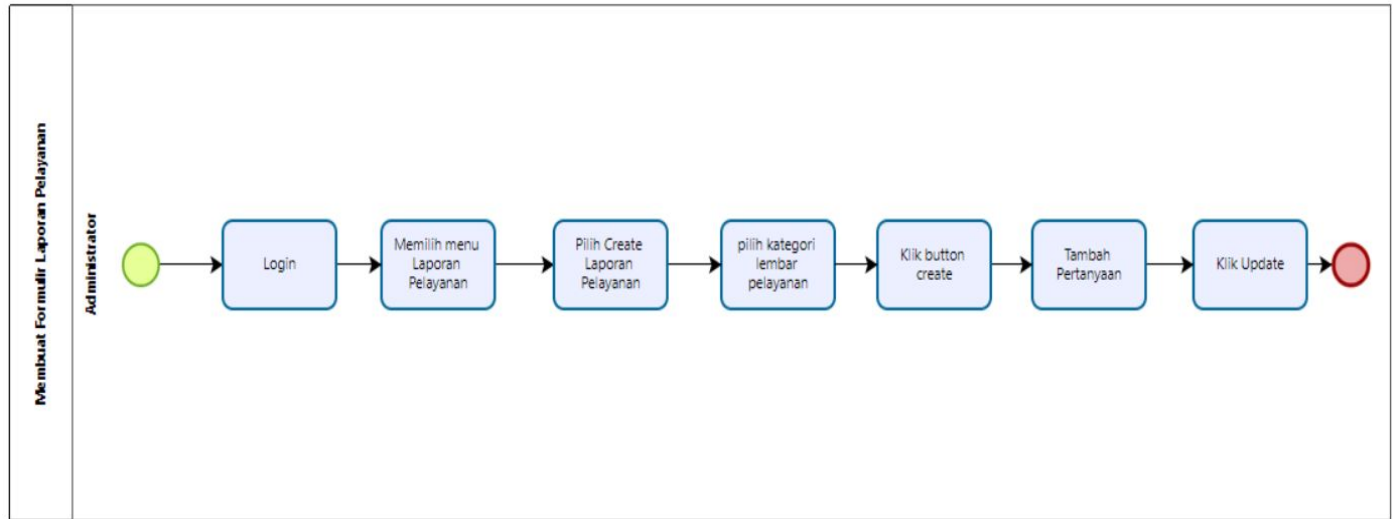 Membuat Formulir Laporan Pelayanan
Administrator
Login
Memilih menu
Laporan
Pelayanan
Pilih Create
Laporan
Pelayanan
pilih kategori
lembar
pelayanan
Klik button
create
Tambah
Pertanyaan
Klik Update